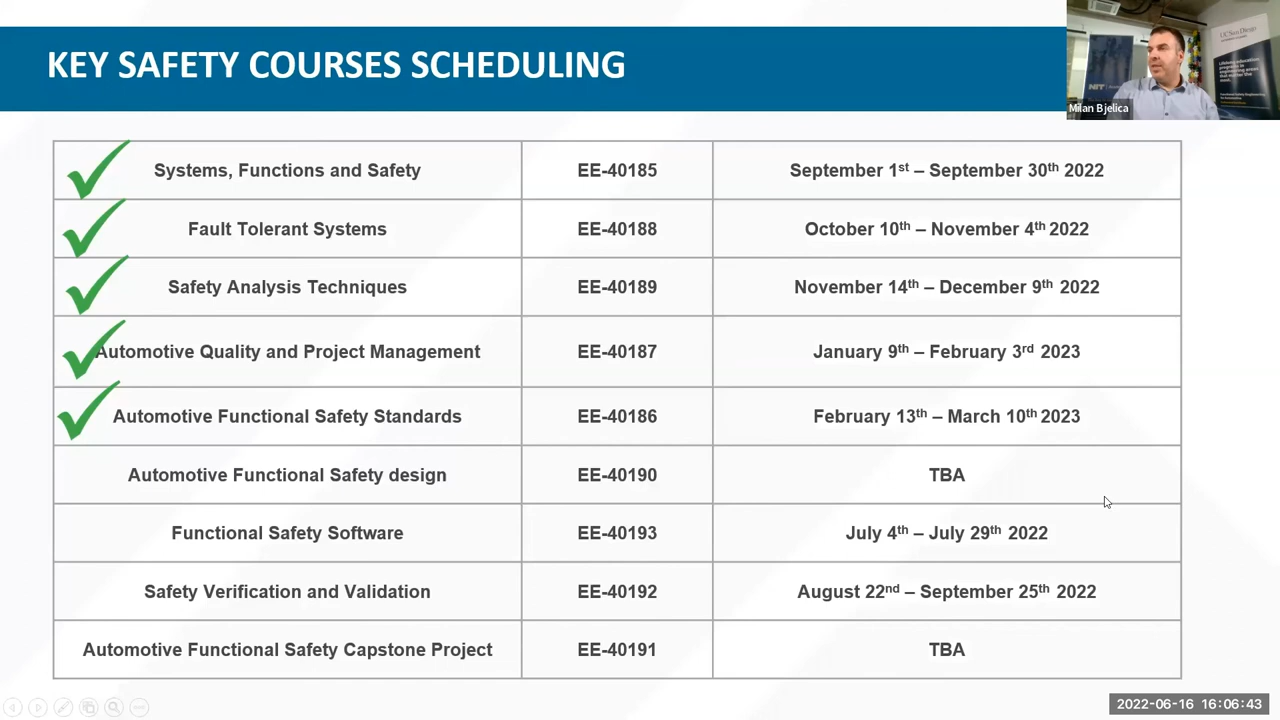 KEY SAFETY COURSES SCHEDULING
UC San Diego
NIT
Milan Bjelica
Systems, Functions and Safety EE-40185 September 1st – September 30th 2022
Fault Tolerant Systems EE-40188 October 10th – November 4th 2022
Safety Analysis Techniques EE-40189 November 14th – December 9th 2022
Automotive Quality and Project Management EE-40187 January 9th – February 3rd 2023
Automotive Functional Safety Standards EE-40186 February 13th – March 10th 2023
Automotive Functional Safety design EE-40190 TBA
Functional Safety Software EE-40193 July 4th – July 29th 2022
Safety Verification and Validation EE-40192 August 22nd – September 25th 2022
Automotive Functional Safety Capstone Project EE-40191 TBA
2022-06-16 16:06:43